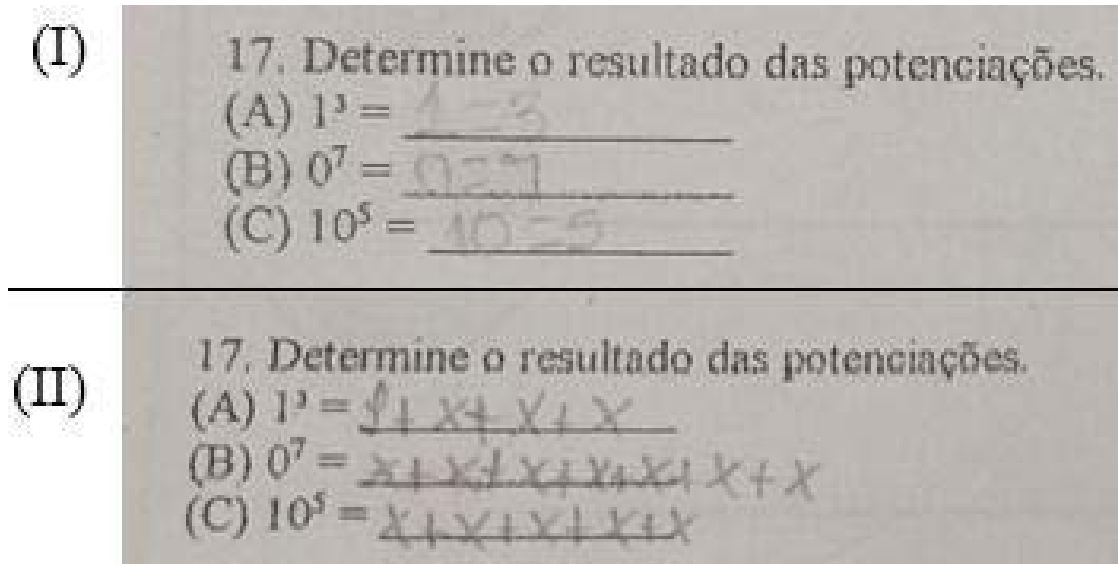 (I)
17. Determine o resultado das potenciações.
(A) 1³ = 1 = 3
(B) 0⁷ = 0 = 7
(C) 10⁵ = 10 = 5
(II)
17. Determine o resultado das potenciações.
(A) 1³ = 1 + x + x + x
(B) 0⁷ = x + x + x + x + x + x + x
(C) 10⁵ = x + x + x + x + x